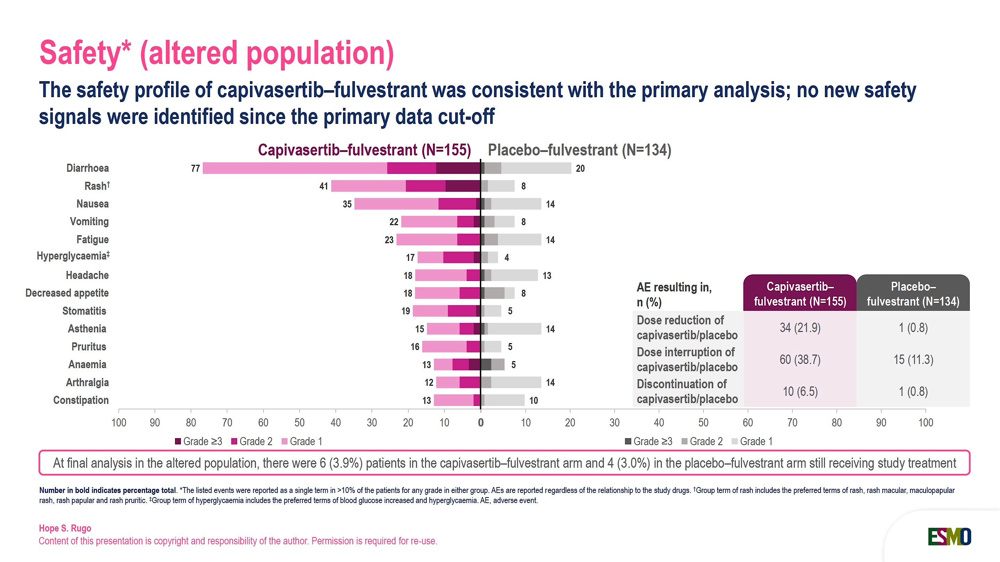 Safety* (altered population)
The safety profile of capivasertib–fulvestrant was consistent with the primary analysis; no new safety
signals were identified since the primary data cut-off
Capivasertib–fulvestrant (N=155) Placebo–fulvestrant (N=134)
Diarrhoea 77 20
Rash† 41 8
Nausea 35 14
Vomiting 22 8
Fatigue 23 14
Hyperglycaemia‡ 17 4
Headache 18 13
Decreased appetite 18 8
Stomatitis 19 5
Asthenia 15 14
Pruritus 16 5
Anaemia 13 5
Arthralgia 12 14
Constipation 13 10
100 90 80 70 60 50 40 30 20 10 0 0 10 20 30 40 50 60 70 80 90 100
Grade ≥3 Grade 2 Grade 1
Grade ≥3 Grade 2 Grade 1
AE resulting in,
n (%)
Capivasertib–
fulvestrant (N=155)
Placebo–
fulvestrant (N=134)
Dose reduction of
capivasertib/placebo
34 (21.9) 1 (0.8)
Dose interruption of
capivasertib/placebo
60 (38.7) 15 (11.3)
Discontinuation of
capivasertib/placebo
10 (6.5) 1 (0.8)
At final analysis in the altered population, there were 6 (3.9%) patients in the capivasertib–fulvestrant arm and 4 (3.0%) in the placebo–fulvestrant arm still receiving study treatment
Number in bold indicates percentage total. *The listed events were reported as a single term in >10% of the patients for any grade in either group. AEs are reported regardless of the relationship to the study drugs. †Group term of rash includes the preferred terms of rash, rash macular, maculopapular
rash, rash papular and rash pruritic. ‡Group term of hyperglycaemia includes the preferred terms of blood glucose increased and hyperglycaemia. AE, adverse event.
Hope S. Rugo
Content of this presentation is copyright and responsibility of the author. Permission is required for re-use.
ESMO